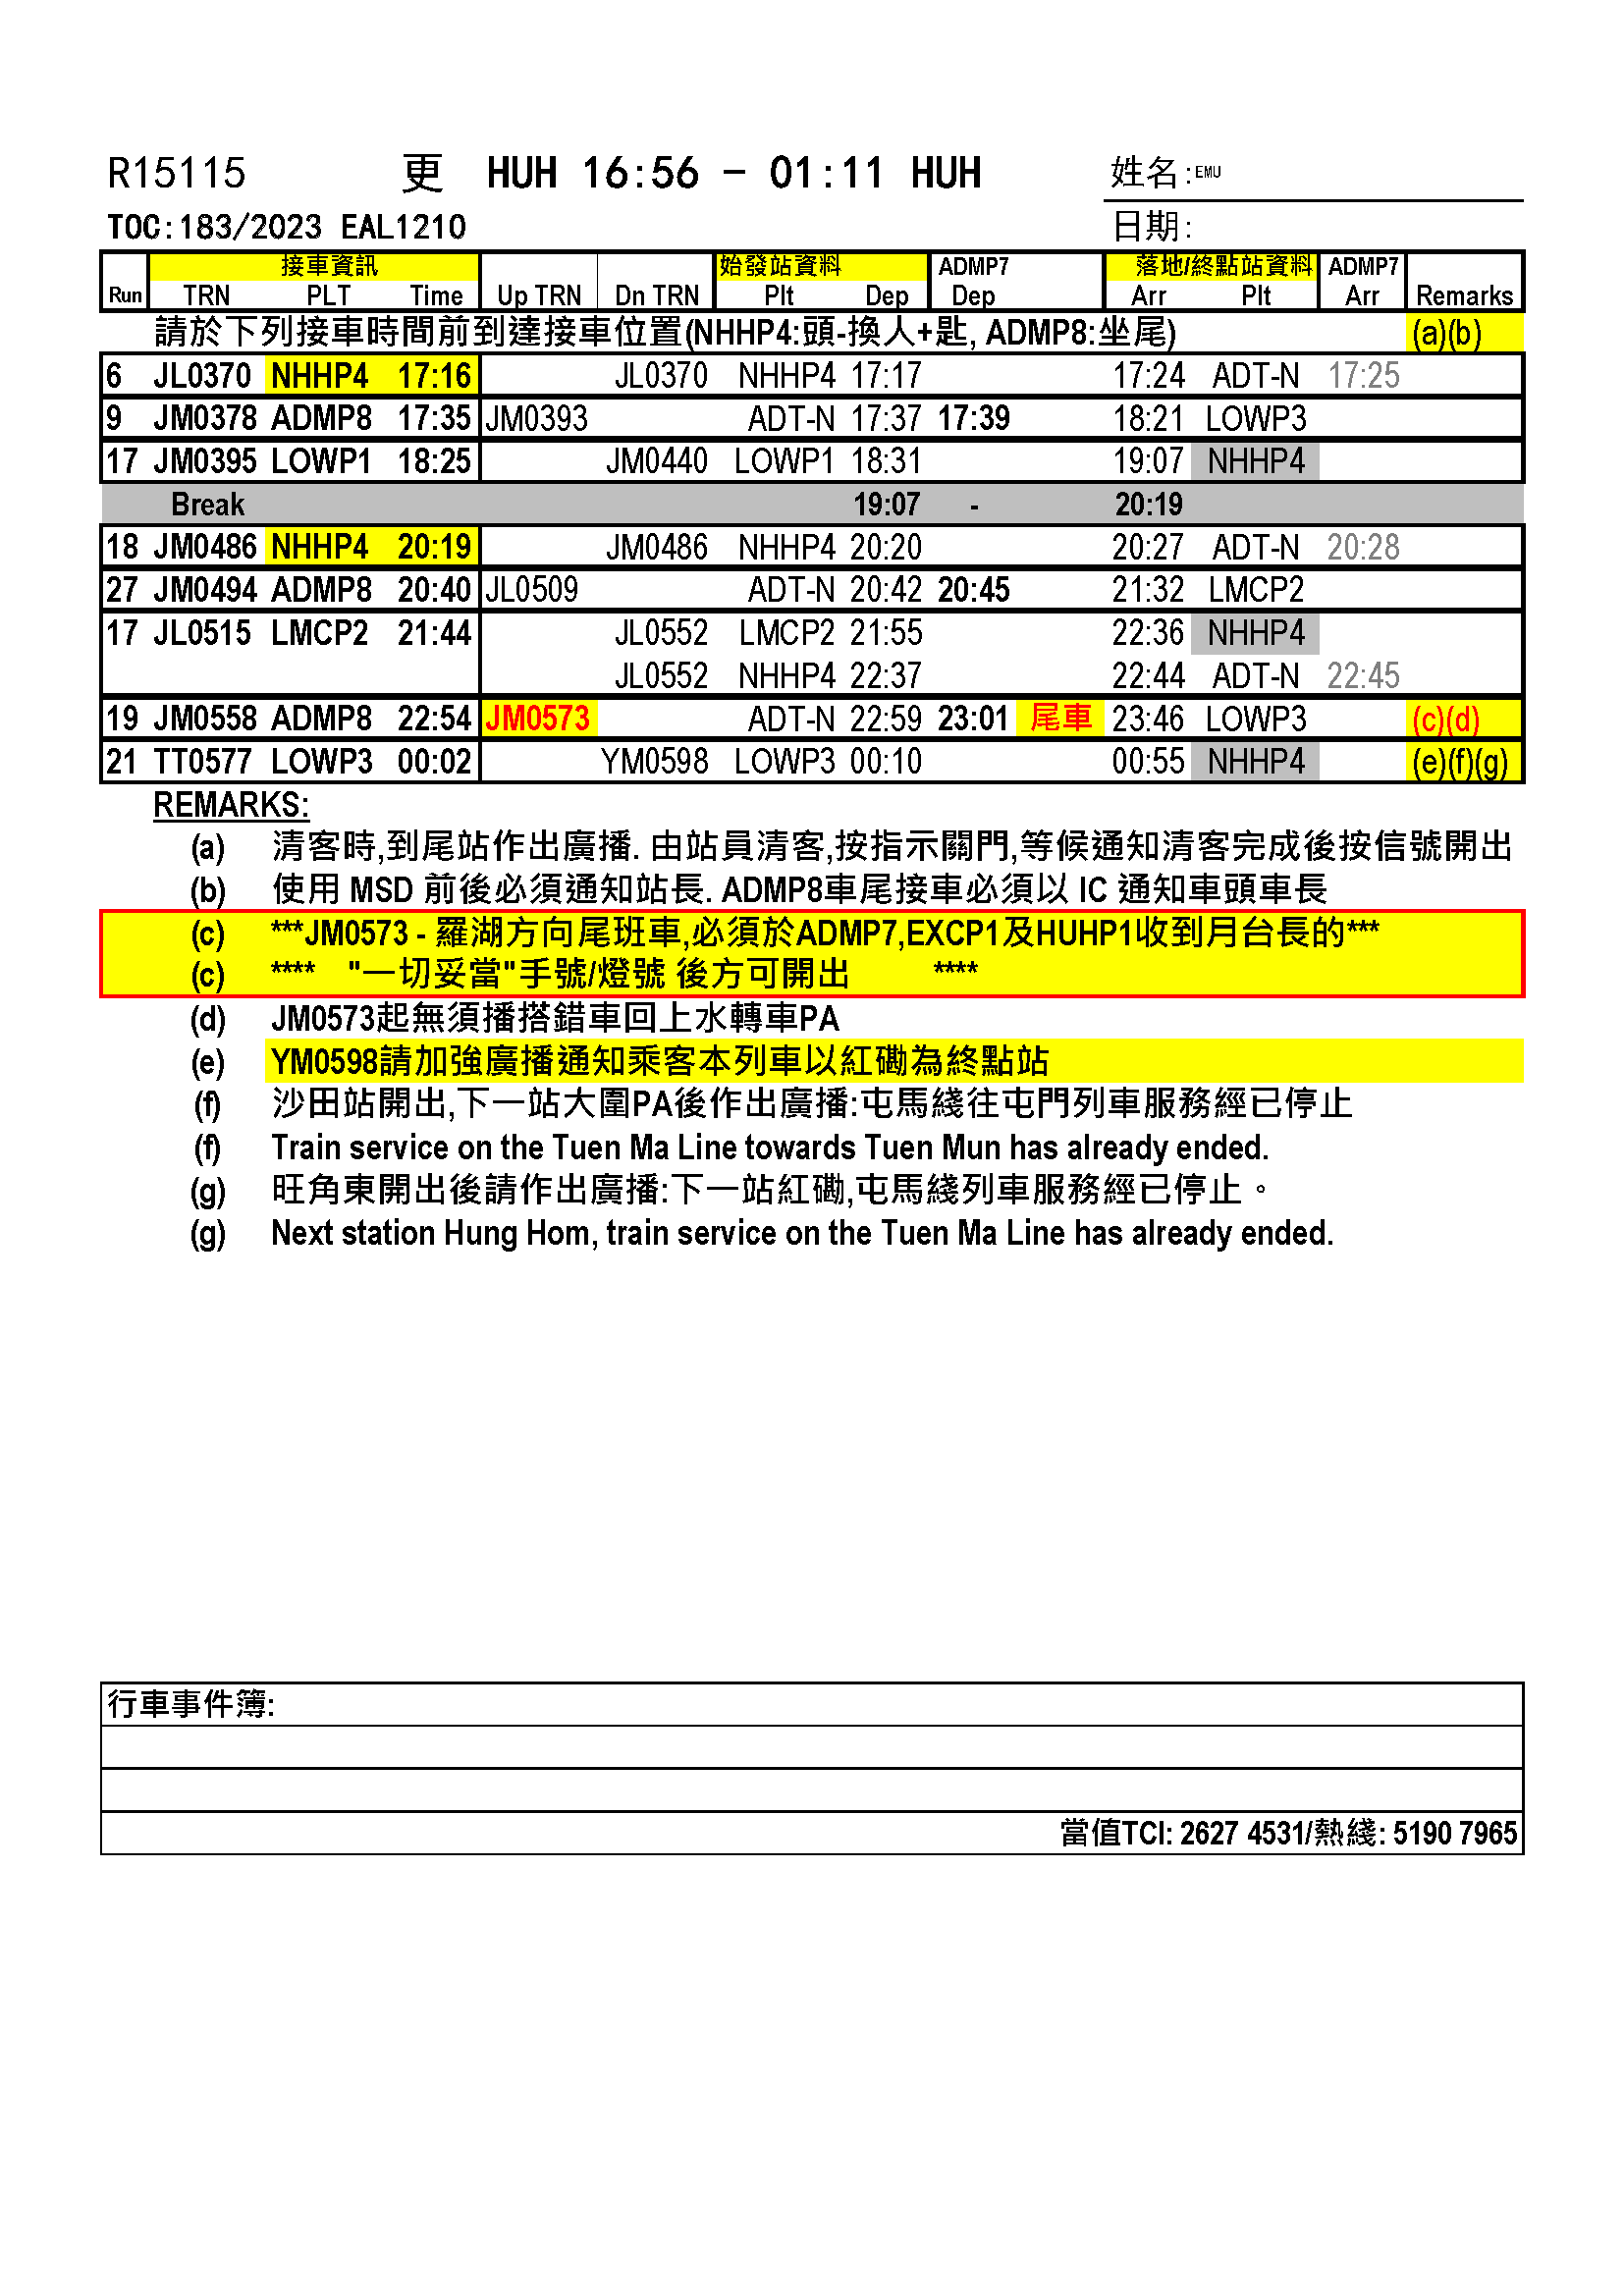 R15115 更 HUH 16:56 - 01:11 HUH 姓名:EMU
TOC:183/2023 EAL1210 日期:
接車資訊 始發站資料 ADMP7 落地/終點站資料 ADMP7
Run TRN PLT Time Up TRN Dn TRN Plt Dep Dep Arr Plt Arr Remarks
請於下列接車時間前到達接車位置(NHHP4:頭-換人+匙, ADMP8:坐尾) (a)(b)
6 JL0370 NHHP4 17:16 JL0370 NHHP4 17:17 17:24 ADT-N 17:25
9 JM0378 ADMP8 17:35 JM0393 ADT-N 17:37 17:39 18:21 LOWP3
17 JM0395 LOWP1 18:25 JM0440 LOWP1 18:31 19:07 NHHP4
Break 19:07 - 20:19
18 JM0486 NHHP4 20:19 JM0486 NHHP4 20:20 20:27 ADT-N 20:28
27 JM0494 ADMP8 20:40 JL0509 ADT-N 20:42 20:45 21:32 LMCP2
17 JL0515 LMCP2 21:44 JL0552 LMCP2 21:55 22:36 NHHP4
JL0552 NHHP4 22:37 22:44 ADT-N 22:45
19 JM0558 ADMP8 22:54 JM0573 ADT-N 22:59 23:01 尾車 23:46 LOWP3 (c)(d)
21 TT0577 LOWP3 00:02 YM0598 LOWP3 00:10 00:55 NHHP4 (e)(f)(g)
REMARKS:
(a) 清客時,到尾站作出廣播. 由站員清客,按指示關門,等候通知清客完成後按信號開出
(b) 使用 MSD 前後必須通知站長. ADMP8車尾接車必須以 IC 通知車頭車長
(c) ***JM0573 - 羅湖方向尾班車,必須於ADMP7,EXCP1及HUHP1收到月台長的***
(c) **** "一切妥當"手號/燈號 後方可開出 ****
(d) JM0573起無須播搭錯車回上水轉車PA
(e) YM0598請加強廣播通知乘客本列車以紅磡為終點站
(f) 沙田站開出,下一站大圍PA後作出廣播:屯馬綫往屯門列車服務經已停止
(f) Train service on the Tuen Ma Line towards Tuen Mun has already ended.
(g) 旺角東開出後請作出廣播:下一站紅磡,屯馬綫列車服務經已停止。
(g) Next station Hung Hom, train service on the Tuen Ma Line has already ended.
行車事件簿:
當值TCI: 2627 4531/熱綫: 5190 7965